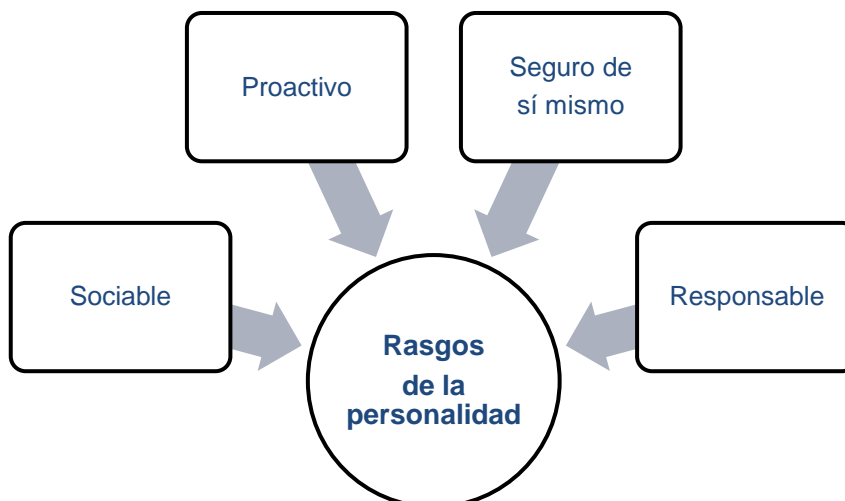 Proactivo
Seguro de
sí mismo
Sociable
Responsable
Rasgos
de la
personalidad